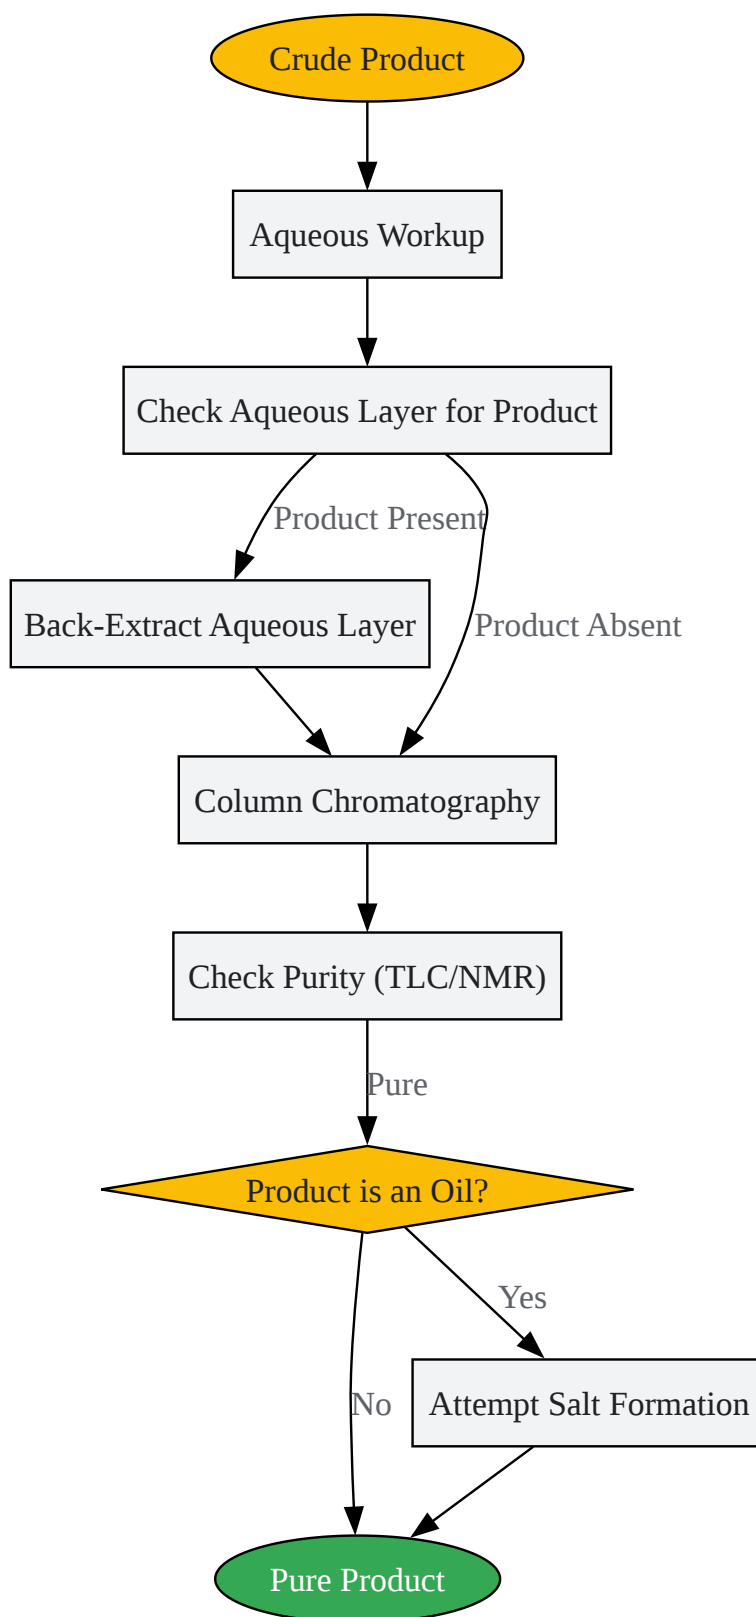 Crude Product
Aqueous Workup
Check Aqueous Layer for Product
Product Present
Back-Extract Aqueous Layer
Product Absent
Column Chromatography
Check Purity (TLC/NMR)
Pure
Product is an Oil?
Yes
No
Attempt Salt Formation
Pure Product